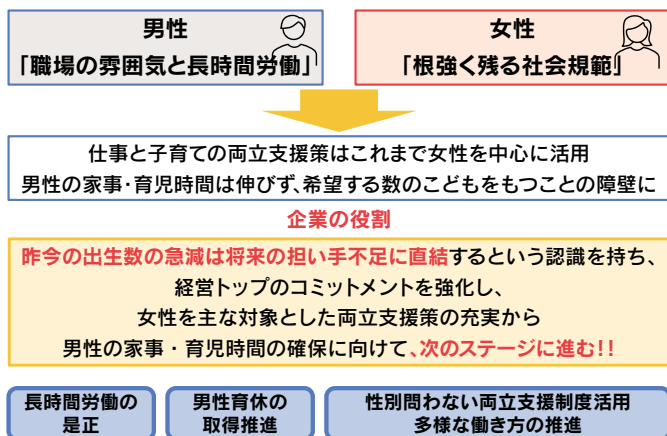 男性
「職場の雰囲気と長時間労働」
女性
「根強く残る社会規範」
仕事と子育ての両立支援策はこれまで女性を中心に活用
男性の家事・育児時間は伸びず、希望する数のこどもをもつことの障壁に
企業の役割
昨今の出生数の急減は将来の担い手不足に直結するという認識を持ち、
経営トップのコミットメントを強化し、
女性を主な対象とした両立支援策の充実から
男性の家事・育児時間の確保に向けて、次のステージに進む!!
長時間労働の
是正
男性育休の
取得推進
性別問わない両立支援制度活用
多様な働き方の推進